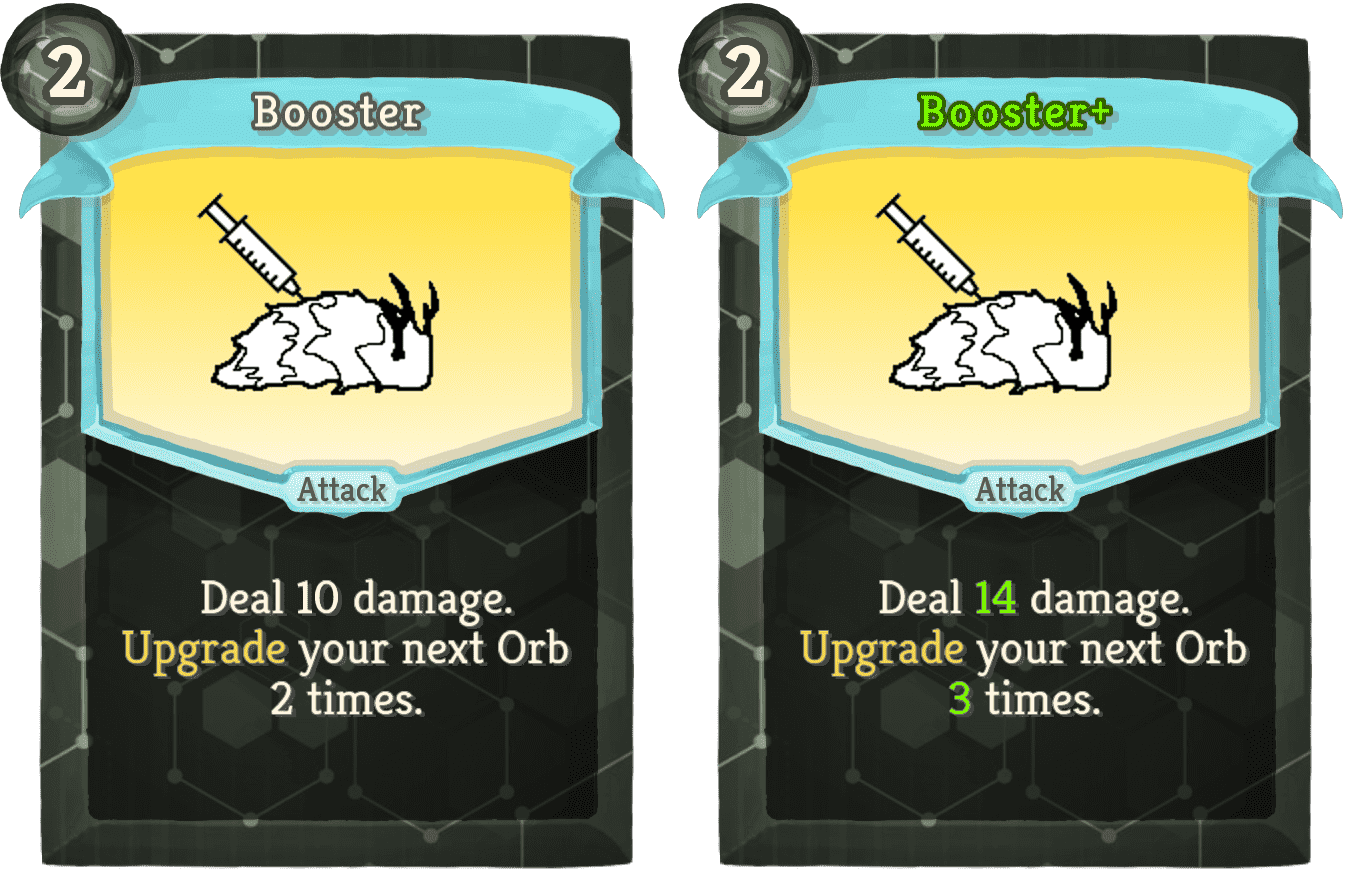 2
Booster
Attack
Deal 10 damage.
Upgrade your next Orb
2 times.
2
Booster+
Attack
Deal 14 damage.
Upgrade your next Orb
3 times.